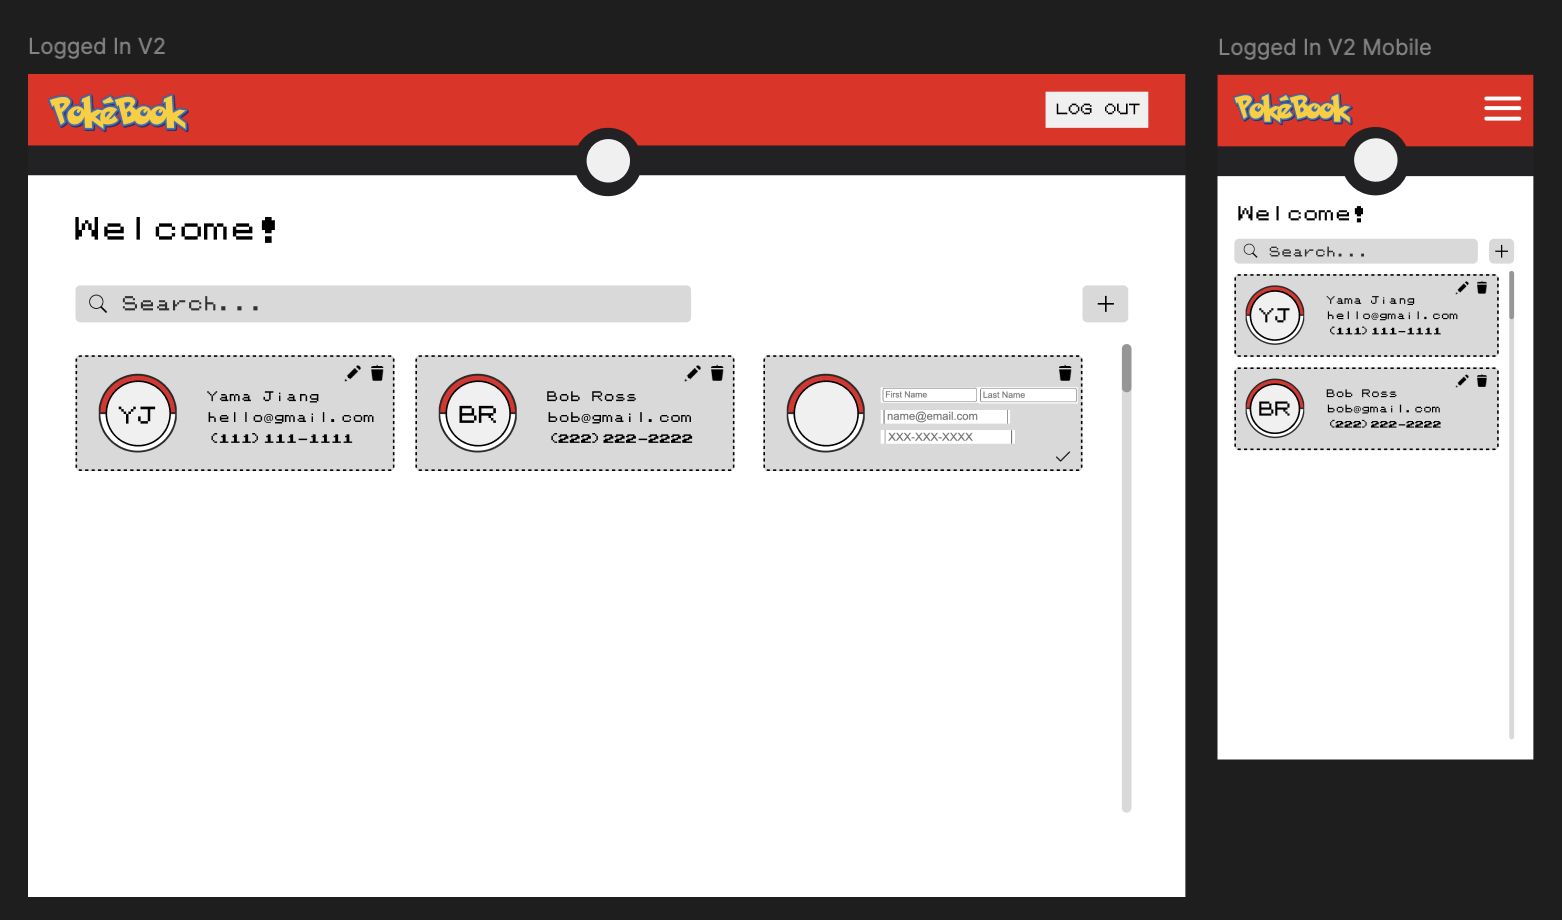 Logged In V2
PokéBook
LOG OUT
Welcome!
Search...
YJ
Yama Jiang
hello@gmail.com
(111) 111-1111
BR
Bob Ross
bob@gmail.com
(222) 222-2222
First Name
Last Name
name@email.com
XXX-XXX-XXXX
Logged In V2 Mobile
PokéBook
Welcome!
Search...
YJ
Yama Jiang
hello@gmail.com
(111) 111-1111
BR
Bob Ross
bob@gmail.com
(222) 222-2222